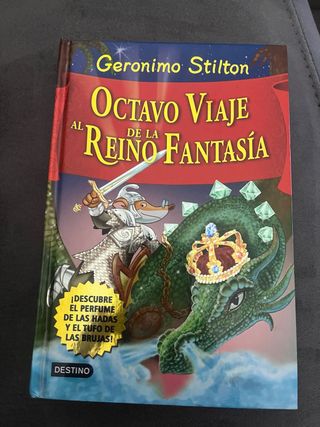 Geronimo Stilton
OCTAVO VIAJE
AL REINO DE LA FANTASÍA
¡DESCUBRE
EL PERFUME
DE LAS HADAS
Y EL TUFO DE
LAS BRUJAS!
DESTINO